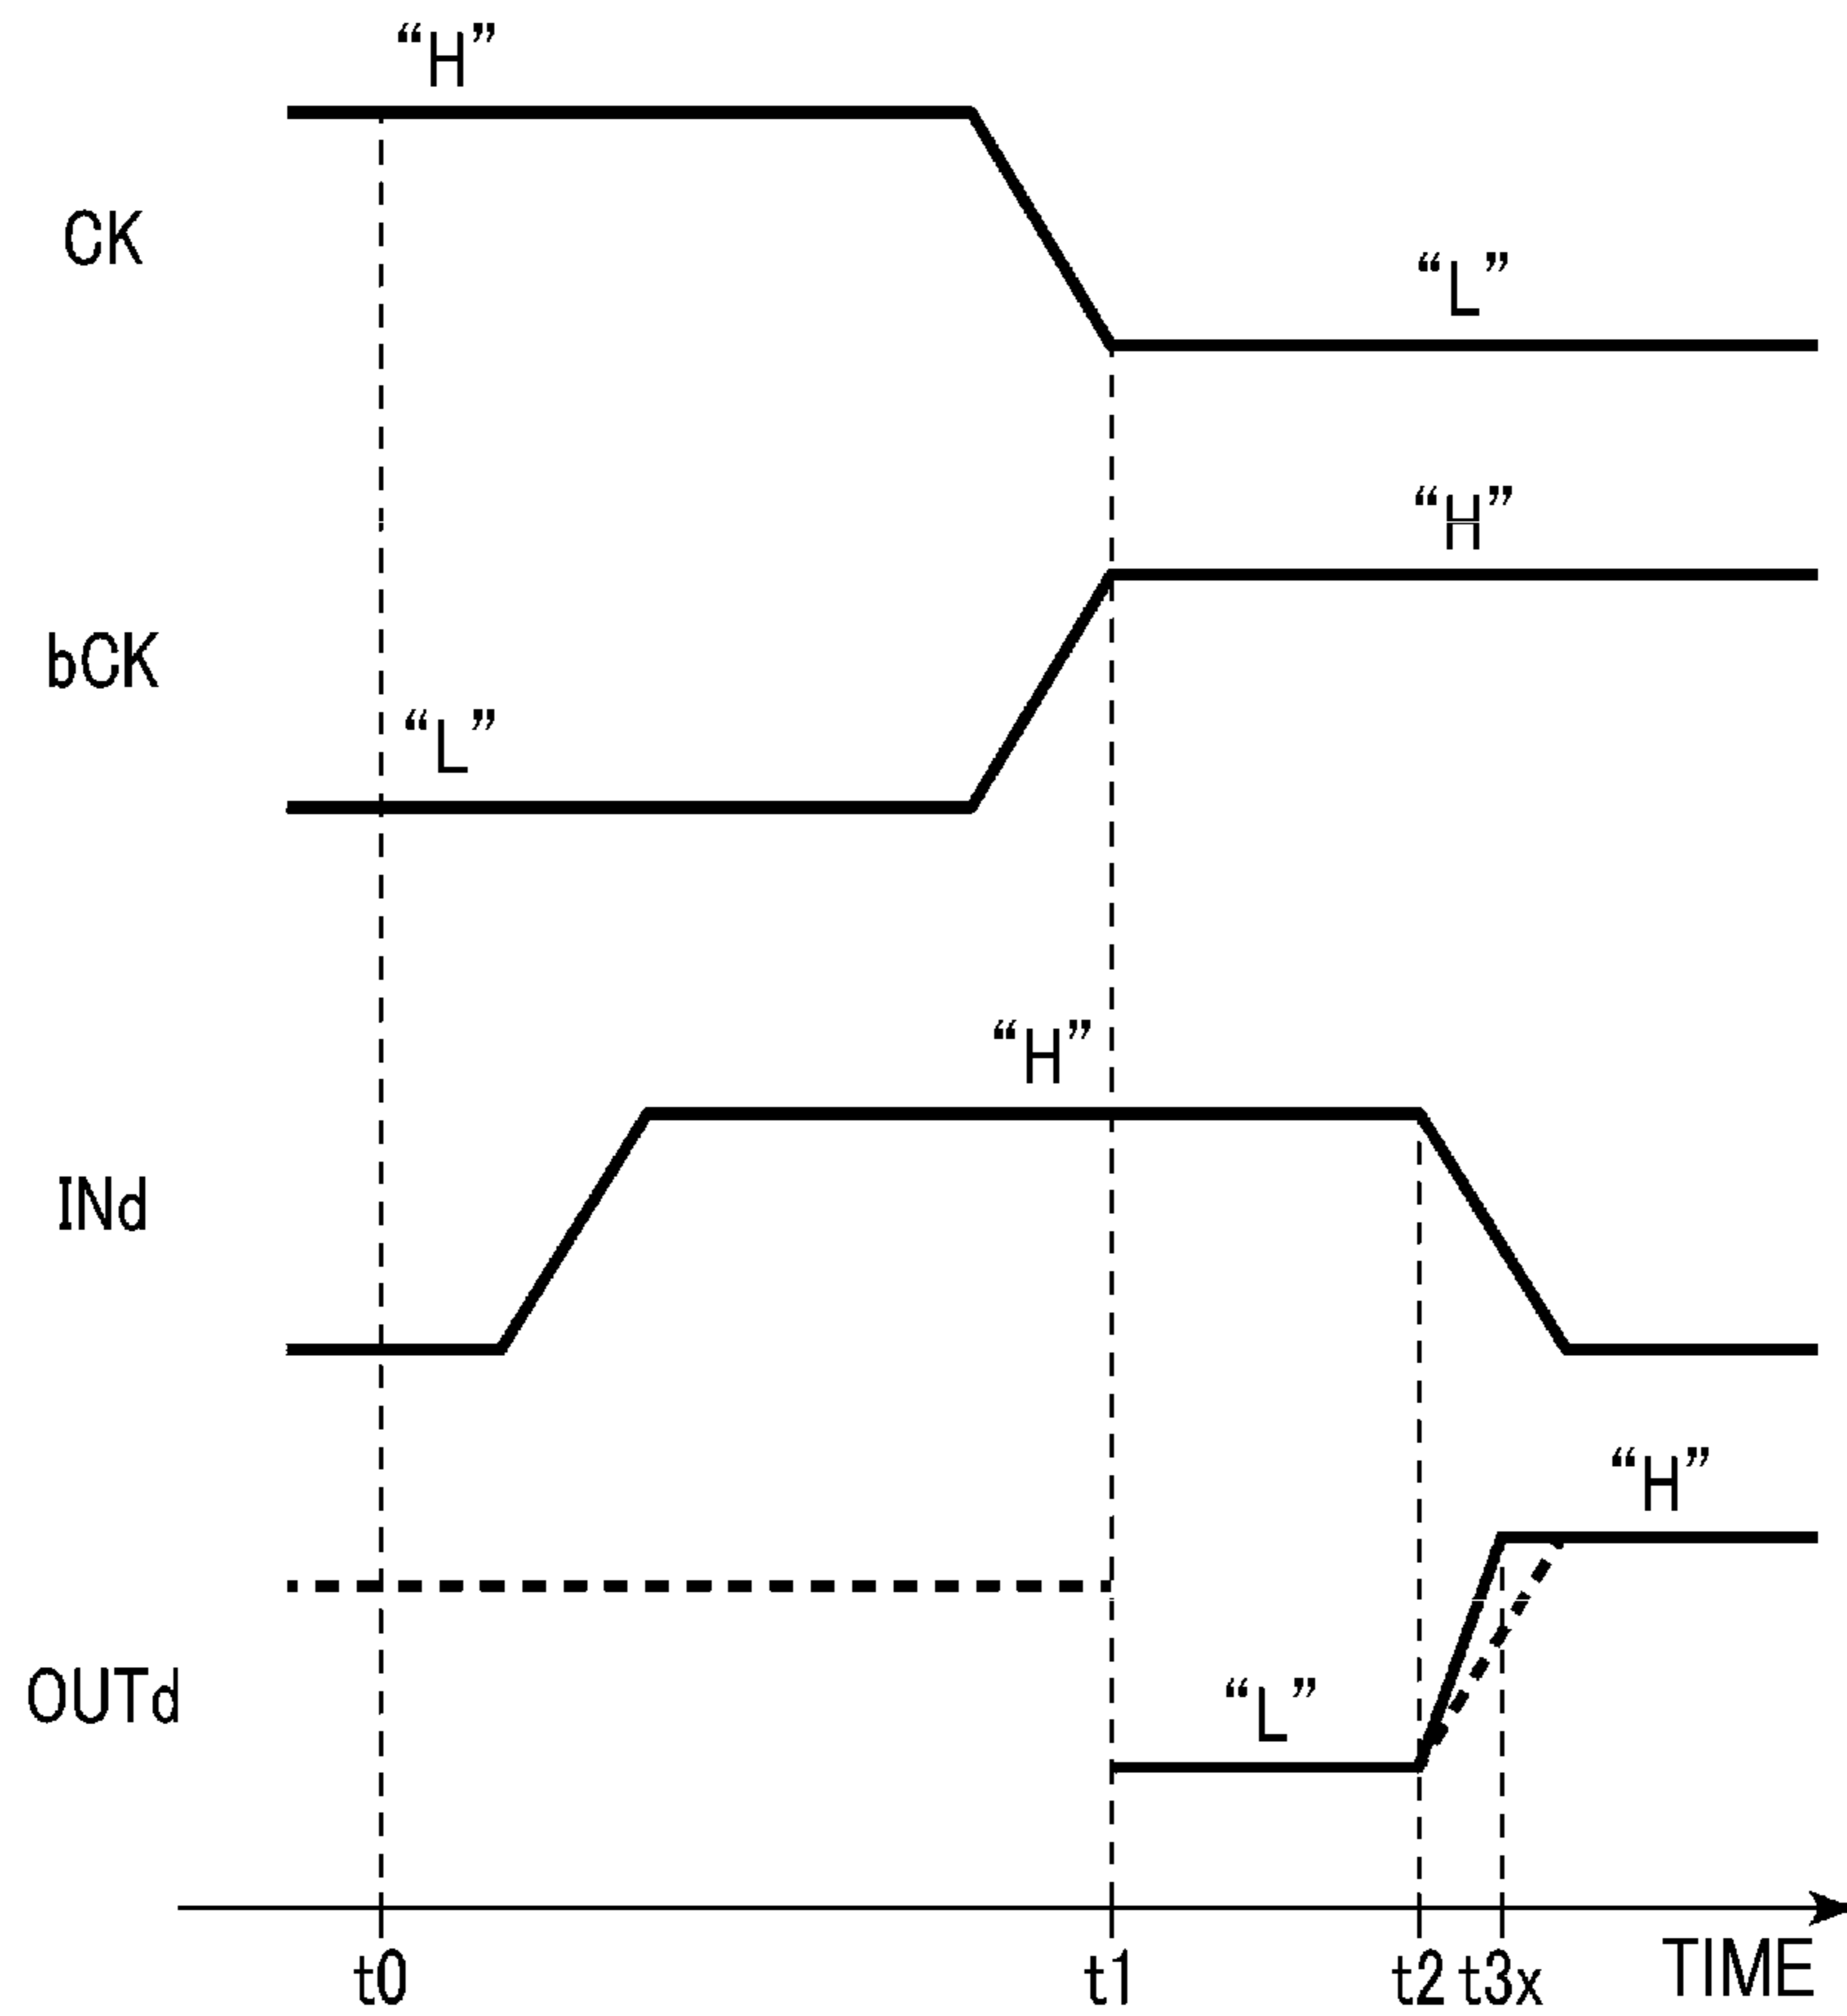 “H”
CK
“L”
“H”
bCK
“L”
“H”
INd
“H”
OUTd
“L”
t0 t1 t2 t3x TIME